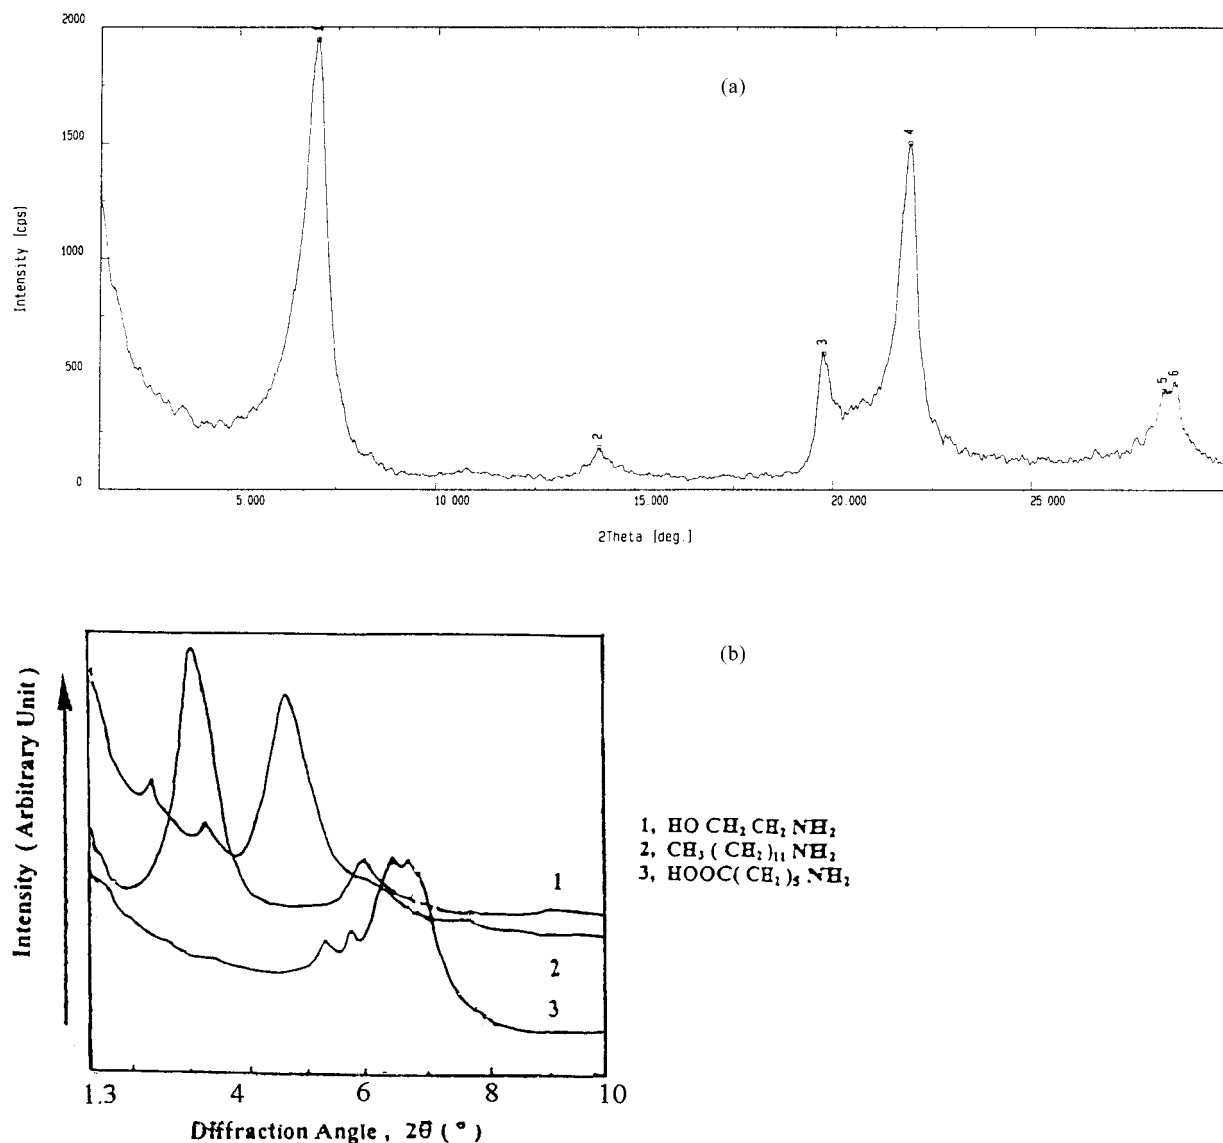 2000
(a)
1500
4
1000
Intensity [cps]
3
500
5 6
2
0
5.000 10.000 15.000 20.000 25.000
2Theta [deg.]
(b)
Intensity ( Arbitrary Unit )
1, HO CH₂ CH₂ NH₂
2, CH₃ ( CH₂ )₁₁ NH₂
3, HOOC( CH₂ )₅ NH₂
1
2
3
1.3 4 6 8 10
Diffraction Angle , 2θ ( ° )